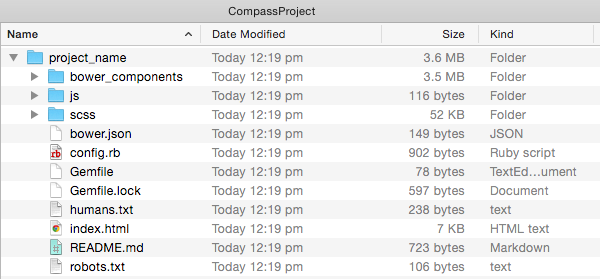 CompassProject
Name Date Modified Size Kind
project_name Today 12:19 pm 3.6 MB Folder
bower_components Today 12:19 pm 3.5 MB Folder
js Today 12:19 pm 116 bytes Folder
scss Today 12:19 pm 52 KB Folder
bower.json Today 12:19 pm 149 bytes JSON
config.rb Today 12:19 pm 902 bytes Ruby script
Gemfile Today 12:19 pm 78 bytes TextEd...ument
Gemfile.lock Today 12:19 pm 597 bytes Document
humans.txt Today 12:19 pm 238 bytes text
index.html Today 12:19 pm 7 KB HTML text
README.md Today 12:19 pm 723 bytes Markdown
robots.txt Today 12:19 pm 106 bytes text